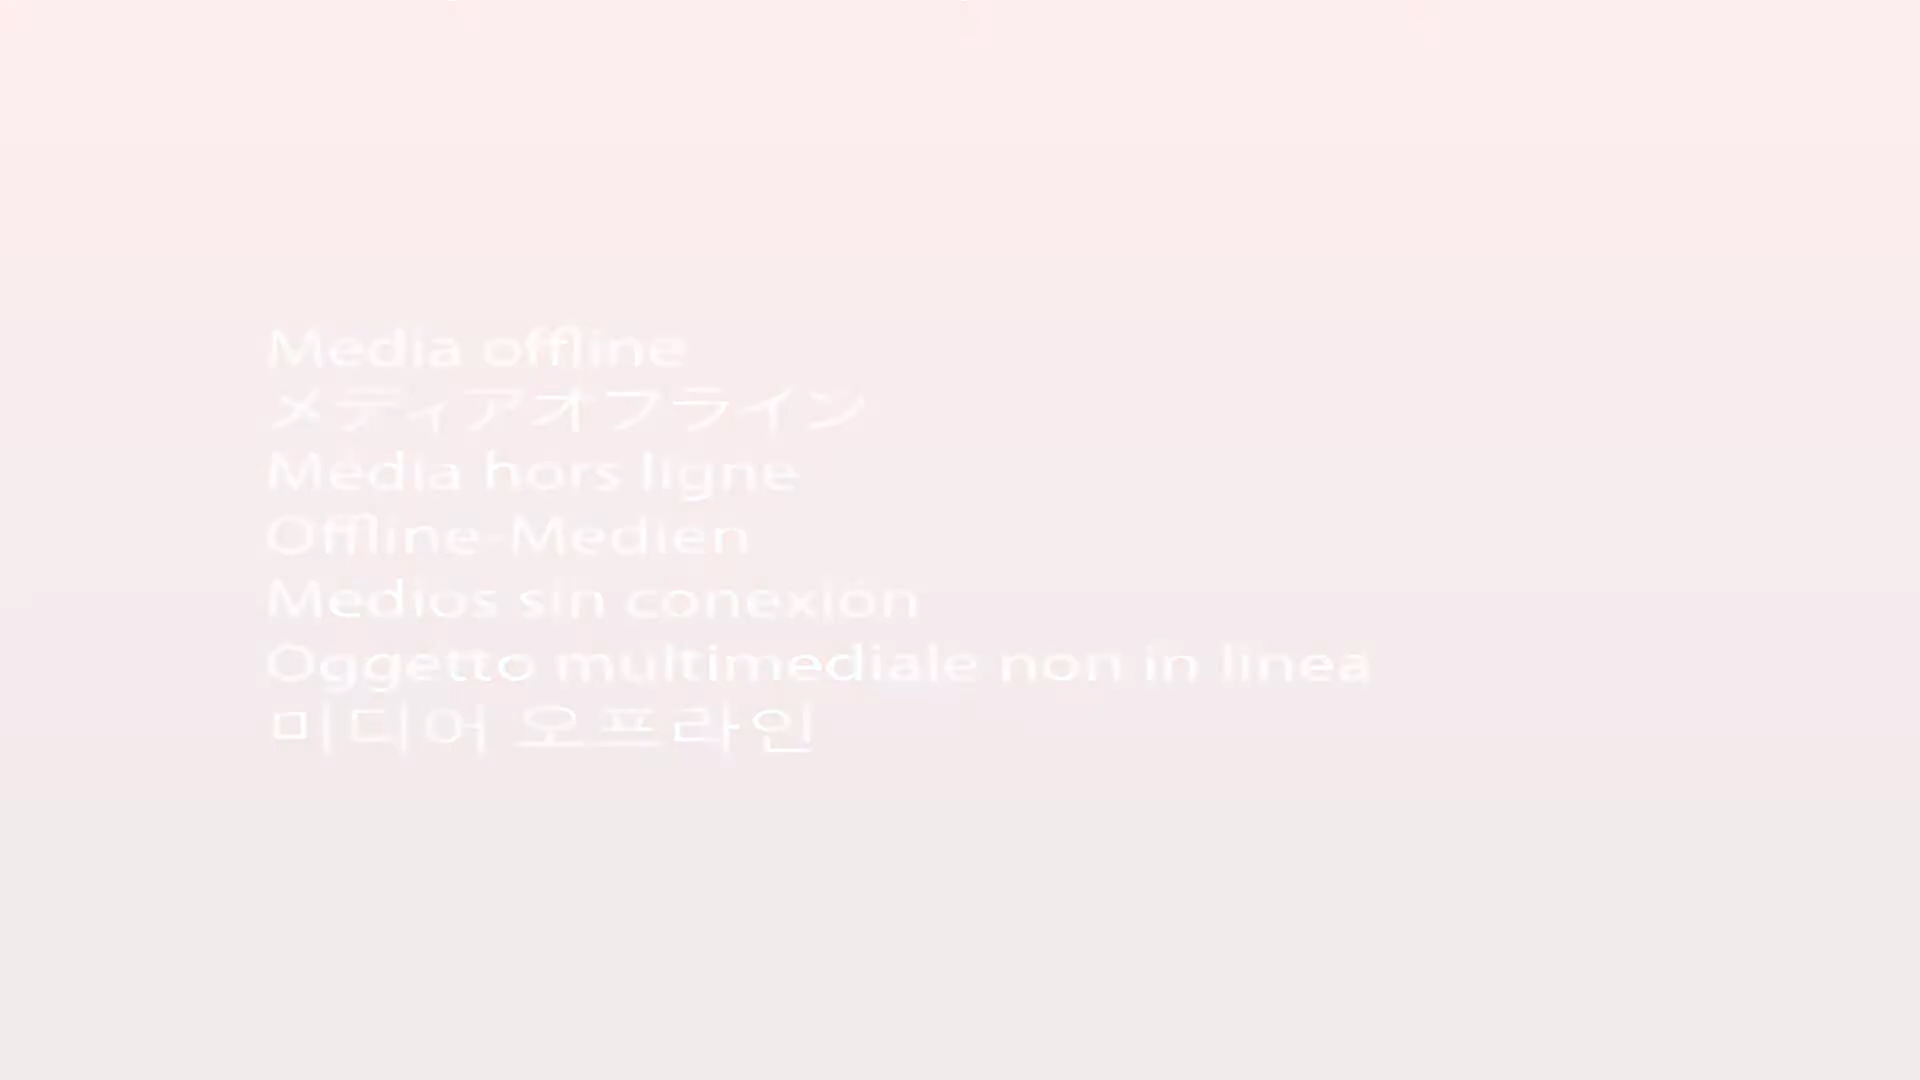 Media offline
メディアオフライン
Média hors ligne
Offline-Medien
Medios sin conexión
Oggetto multimediale non in linea
미디어 오프라인